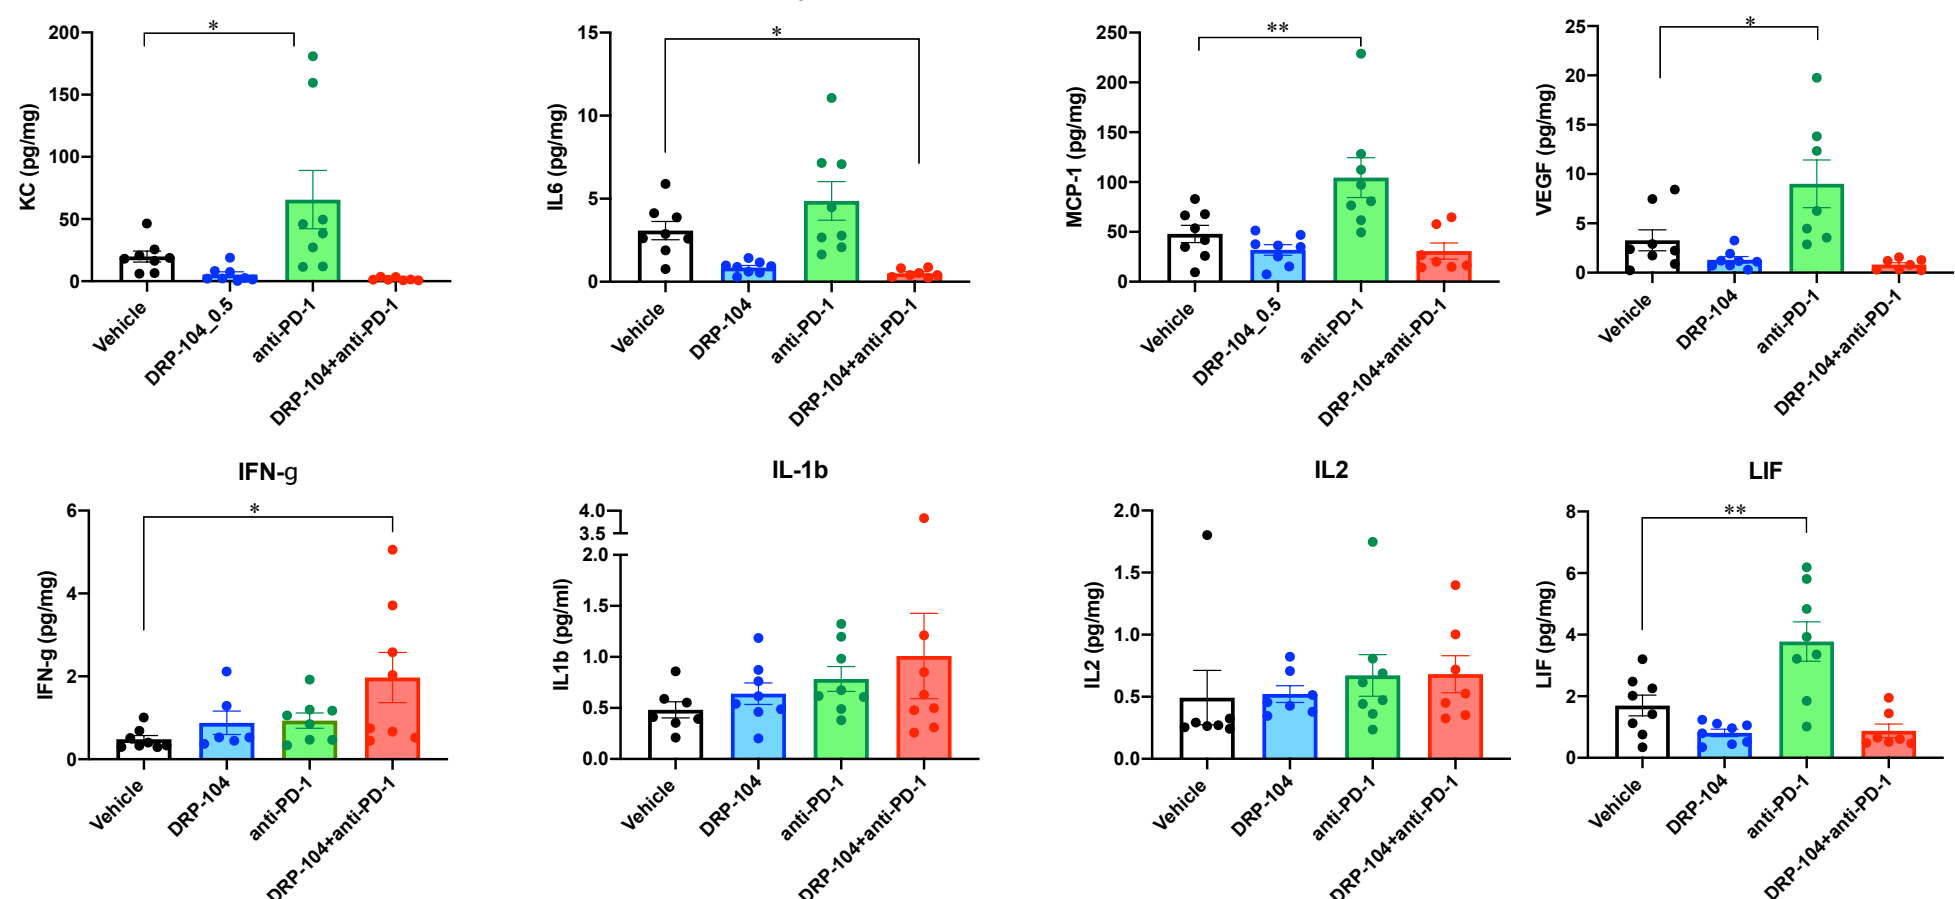 KC (pg/mg)
200
150
100
50
0
*
Vehicle
DRP-104_0.5
anti-PD-1
DRP-104+anti-PD-1
IL6 (pg/mg)
15
10
5
0
*
Vehicle
DRP-104
anti-PD-1
DRP-104+anti-PD-1
MCP-1 (pg/mg)
250
200
150
100
50
0
**
Vehicle
DRP-104_0.5
anti-PD-1
DRP-104+anti-PD-1
VEGF (pg/mg)
25
20
15
10
5
0
*
Vehicle
DRP-104
anti-PD-1
DRP-104+anti-PD-1
IFN-g
IFN-g (pg/mg)
6
4
2
0
*
Vehicle
DRP-104
anti-PD-1
DRP-104+anti-PD-1
IL-1b
IL1b (pg/ml)
4.0
3.5
2.0
1.5
1.0
0.5
0.0
Vehicle
DRP-104
anti-PD-1
DRP-104+anti-PD-1
IL2
IL2 (pg/mg)
2.0
1.5
1.0
0.5
0.0
Vehicle
DRP-104
anti-PD-1
DRP-104+anti-PD-1
LIF
LIF (pg/mg)
8
6
4
2
0
**
Vehicle
DRP-104
anti-PD-1
DRP-104+anti-PD-1